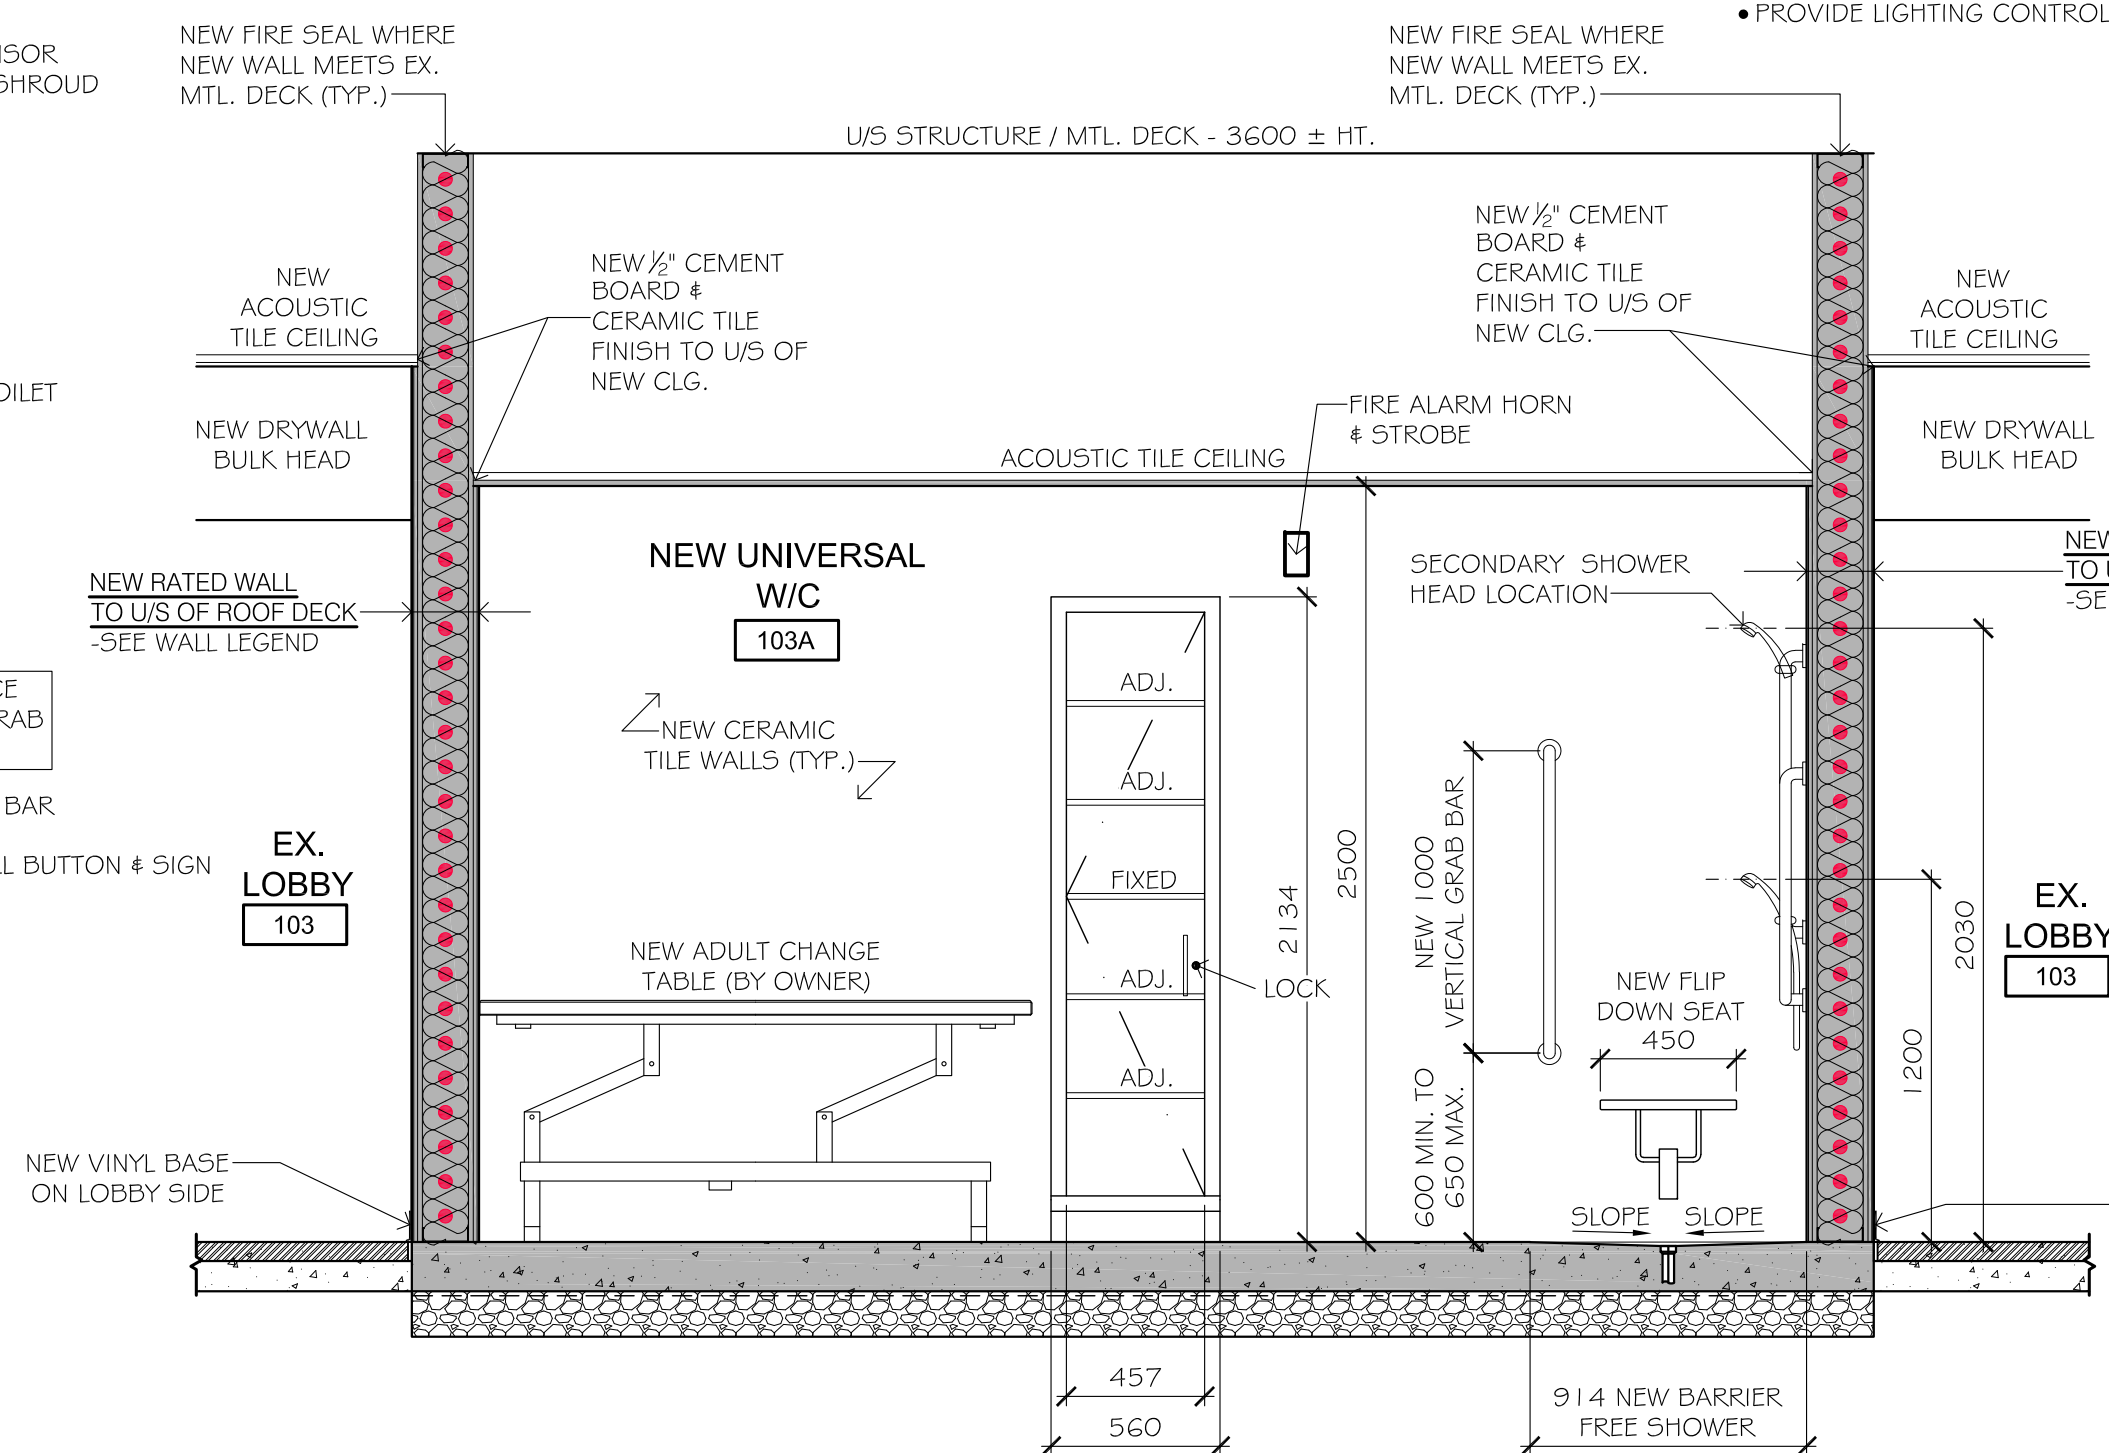 • PROVIDE LIGHTING CONTROL
SHROUD
NEW FIRE SEAL WHERE
NEW WALL MEETS EX.
MTL. DECK (TYP.)
NEW FIRE SEAL WHERE
NEW WALL MEETS EX.
MTL. DECK (TYP.)
U/S STRUCTURE / MTL. DECK - 3600 ± HT.
NEW
ACOUSTIC
TILE CEILING
NEW ½" CEMENT
BOARD &
CERAMIC TILE
FINISH TO U/S OF
NEW CLG.
NEW ½" CEMENT
BOARD &
CERAMIC TILE
FINISH TO U/S OF
NEW CLG.
NEW
ACOUSTIC
TILE CEILING
NEW DRYWALL
BULK HEAD
FIRE ALARM HORN
& STROBE
ACOUSTIC TILE CEILING
NEW DRYWALL
BULK HEAD
NEW UNIVERSAL
W/C
103A
SECONDARY SHOWER
HEAD LOCATION
NEW RATED WALL
TO U/S OF ROOF DECK
-SEE WALL LEGEND
NEW
TO
NEW CERAMIC
TILE WALLS (TYP.)
ADJ.
ADJ.
FIXED
ADJ.
ADJ.
LOCK
2134
2500
NEW 1000
VERTICAL GRAB BAR
600 MIN. TO
650 MAX.
BAR
BUTTON & SIGN
EX.
LOBBY
103
NEW ADULT CHANGE
TABLE (BY OWNER)
NEW FLIP
DOWN SEAT
450
1200
2030
EX.
LOBBY
103
NEW VINYL BASE
ON LOBBY SIDE
SLOPE SLOPE
457
560
914 NEW BARRIER
FREE SHOWER